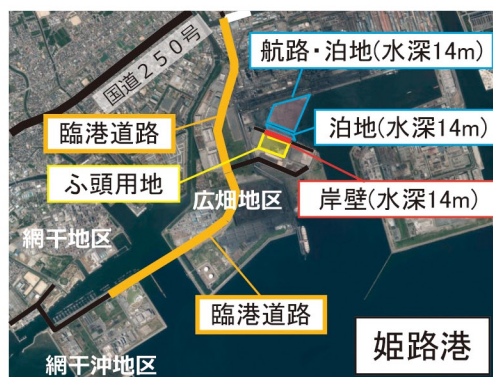 航路・泊地(水深14m)
国道250号
臨港道路
泊地(水深14m)
ふ頭用地
広畑地区
岸壁(水深14m)
網干地区
臨港道路
姫路港
網干沖地区